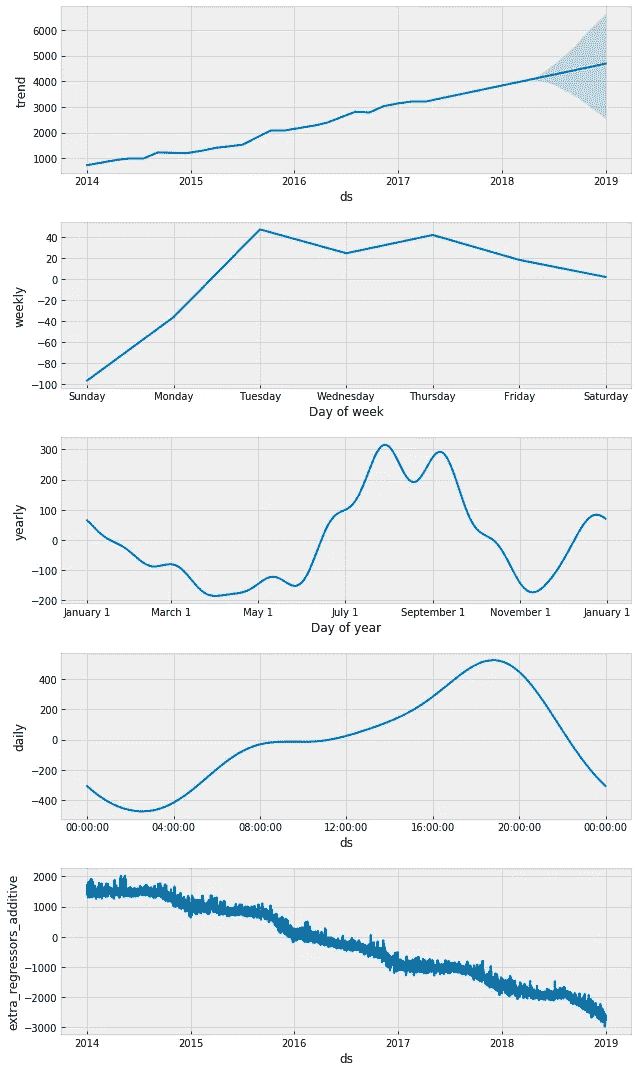 trend
6000
5000
4000
3000
2000
1000
2014 2015 2016 2017 2018 2019
ds
weekly
40
20
0
−20
−40
−60
−80
−100
Sunday Monday Tuesday Wednesday Thursday Friday Saturday
Day of week
yearly
300
200
100
0
−100
−200
January 1 March 1 May 1 July 1 September 1 November 1 January 1
Day of year
daily
400
200
0
−200
−400
00:00:00 04:00:00 08:00:00 12:00:00 16:00:00 20:00:00 00:00:00
ds
extra_regressors_additive
2000
1000
0
−1000
−2000
−3000
2014 2015 2016 2017 2018 2019
ds